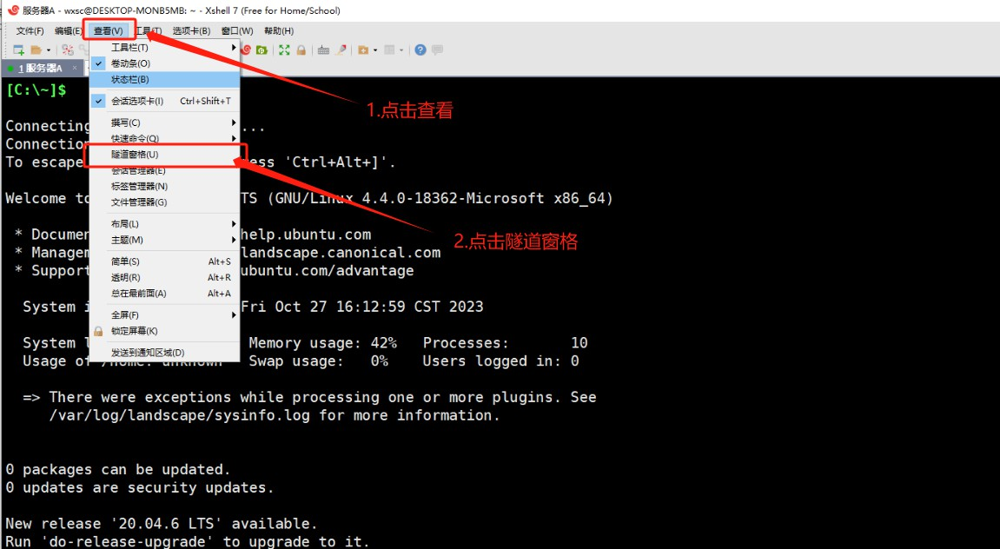 服务器A - wxsc@DESKTOP-MONB5MB: ~ - Xshell 7 (Free for Home/School)
文件(F) 编辑(E) 查看(V) 工具(T) 选项卡(B) 窗口(W) 帮助(H)
1 服务器A ×
工具栏(T)
卷动条(O)
状态栏(B)
会话选项卡(I) Ctrl+Shift+T
撰写(C)
快速命令(Q)
隧道窗格(U)
会话管理器(E)
标签管理器(N)
文件管理器(G)
布局(L)
主题(M)
简单(S) Alt+S
透明(R) Alt+R
总在最前面(A) Alt+A
全屏(F)
锁定屏幕(K)
发送到通知区域(D)
1.点击查看
2.点击隧道窗格
[C:\~]$
Connecting ...
Connection
To escape ess 'Ctrl+Alt+]'.
Welcome to TS (GNU/Linux 4.4.0-18362-Microsoft x86_64)
* Documen help.ubuntu.com
* Managem landscape.canonical.com
* Support ubuntu.com/advantage
System i Fri Oct 27 16:12:59 CST 2023
System l Memory usage: 42% Processes: 10
Usage of /home: unknown Swap usage: 0% Users logged in: 0
=> There were exceptions while processing one or more plugins. See
/var/log/landscape/sysinfo.log for more information.
0 packages can be updated.
0 updates are security updates.
New release '20.04.6 LTS' available.
Run 'do-release-upgrade' to upgrade to it.